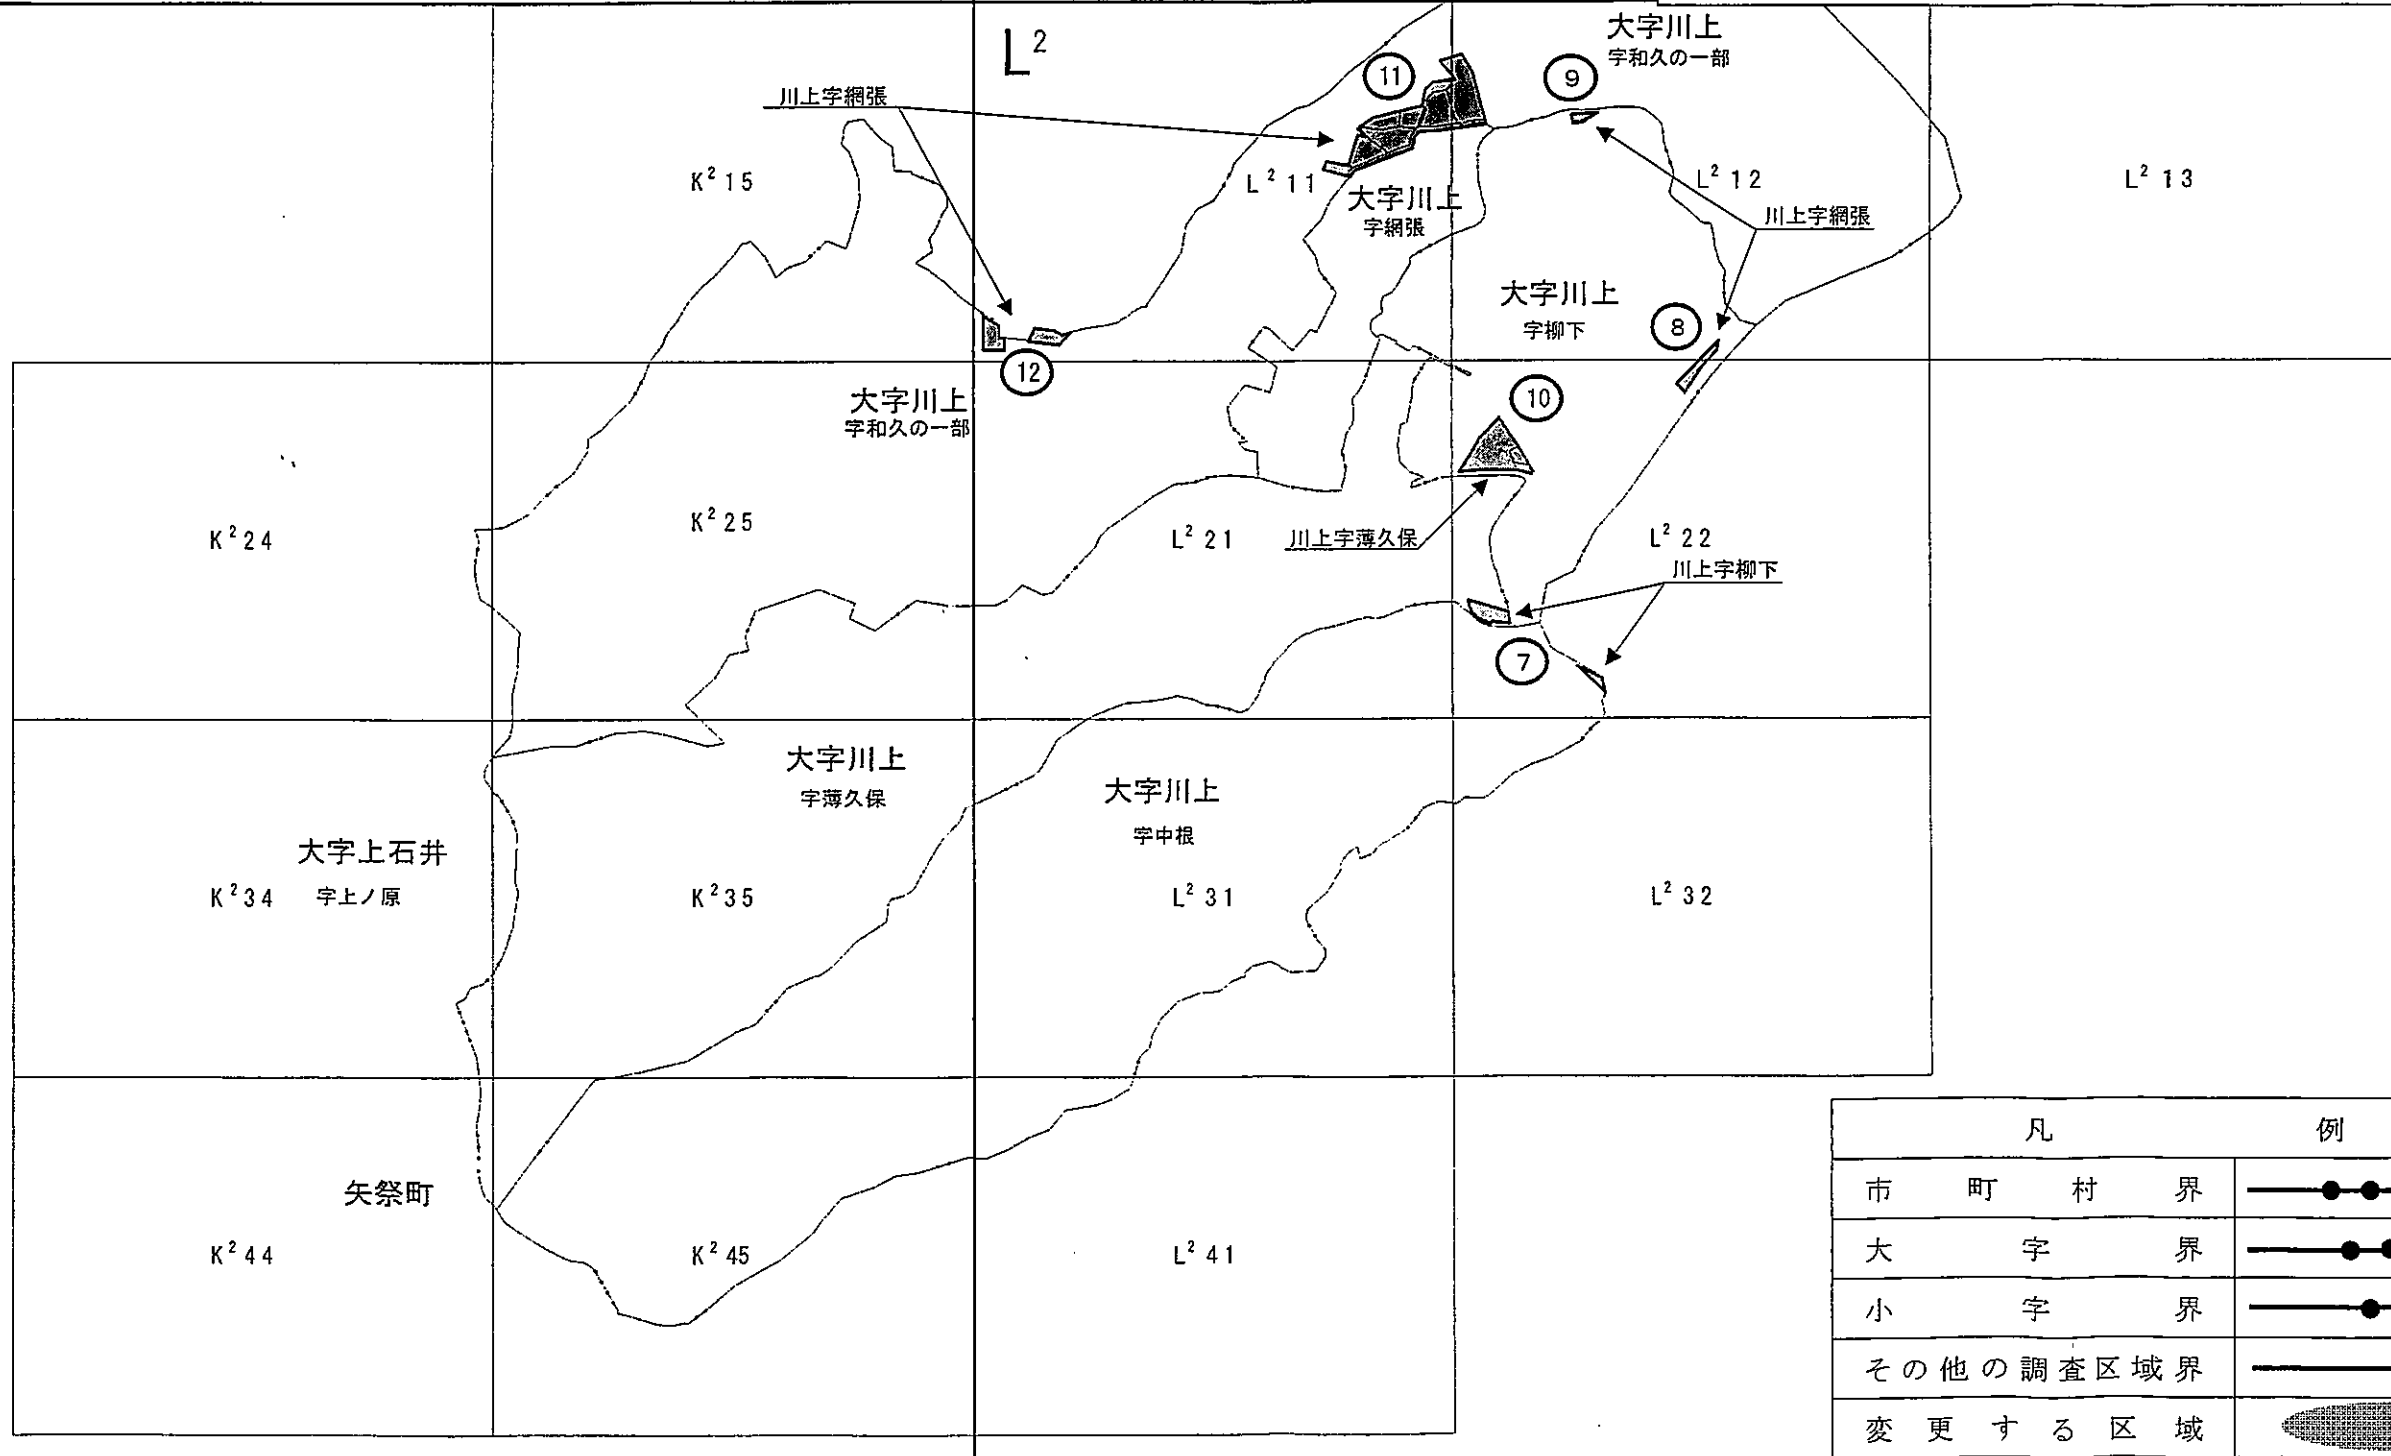 L²
大字川上
字和久の一部
⑪
⑨
川上字網張
K²15
L²11
L²12
L²13
大字川上
字網張
川上字網張
大字川上
字柳下
⑧
⑫
大字川上
字和久の一部
⑩
K²24
K²25
L²21
川上字薄久保
L²22
川上字柳下
⑦
大字川上
字薄久保
大字川上
字中根
大字上石井
字上ノ原
K²34
K²35
L²31
L²32
矢祭町
K²44
K²45
L²41
凡例
市町村界
大字界
小字界
その他の調査区域界
変更する区域